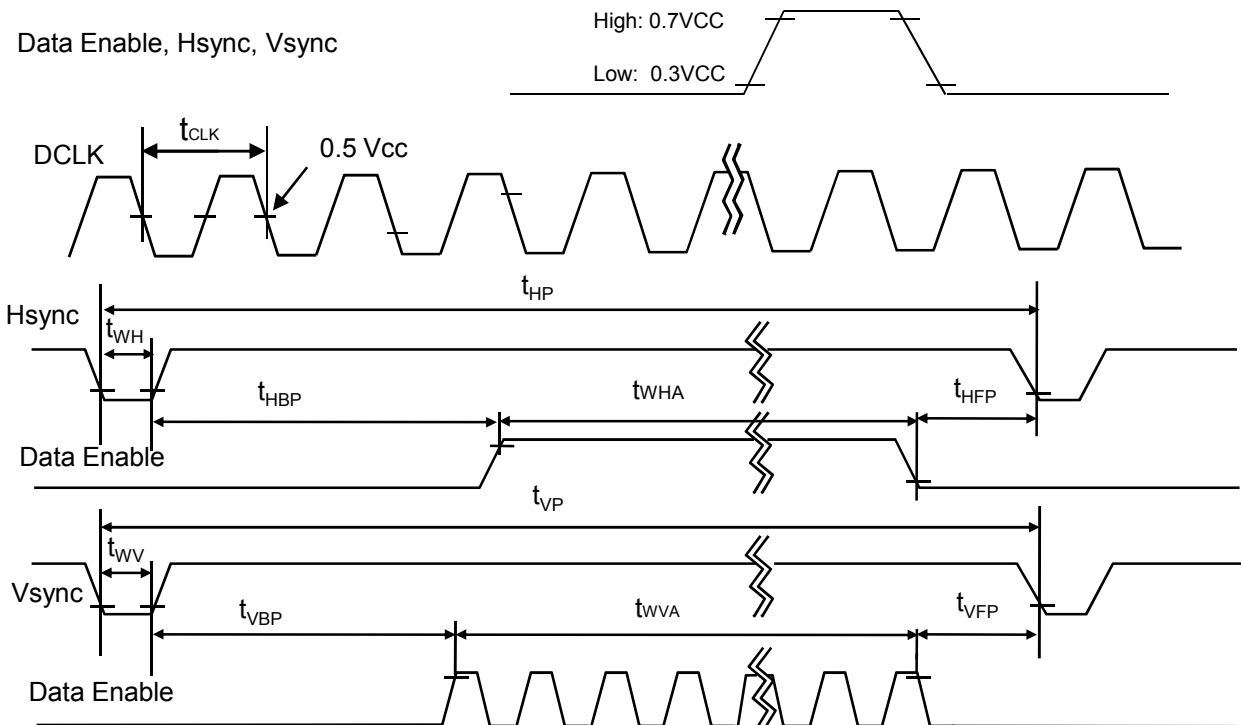 High: 0.7VCC
Data Enable, Hsync, Vsync
Low: 0.3VCC
tCLK
DCLK
0.5 Vcc
tHP
Hsync
tWH
tHBP
tWHA
tHFP
Data Enable
tVP
tWV
Vsync
tVBP
tWVA
tVFP
Data Enable